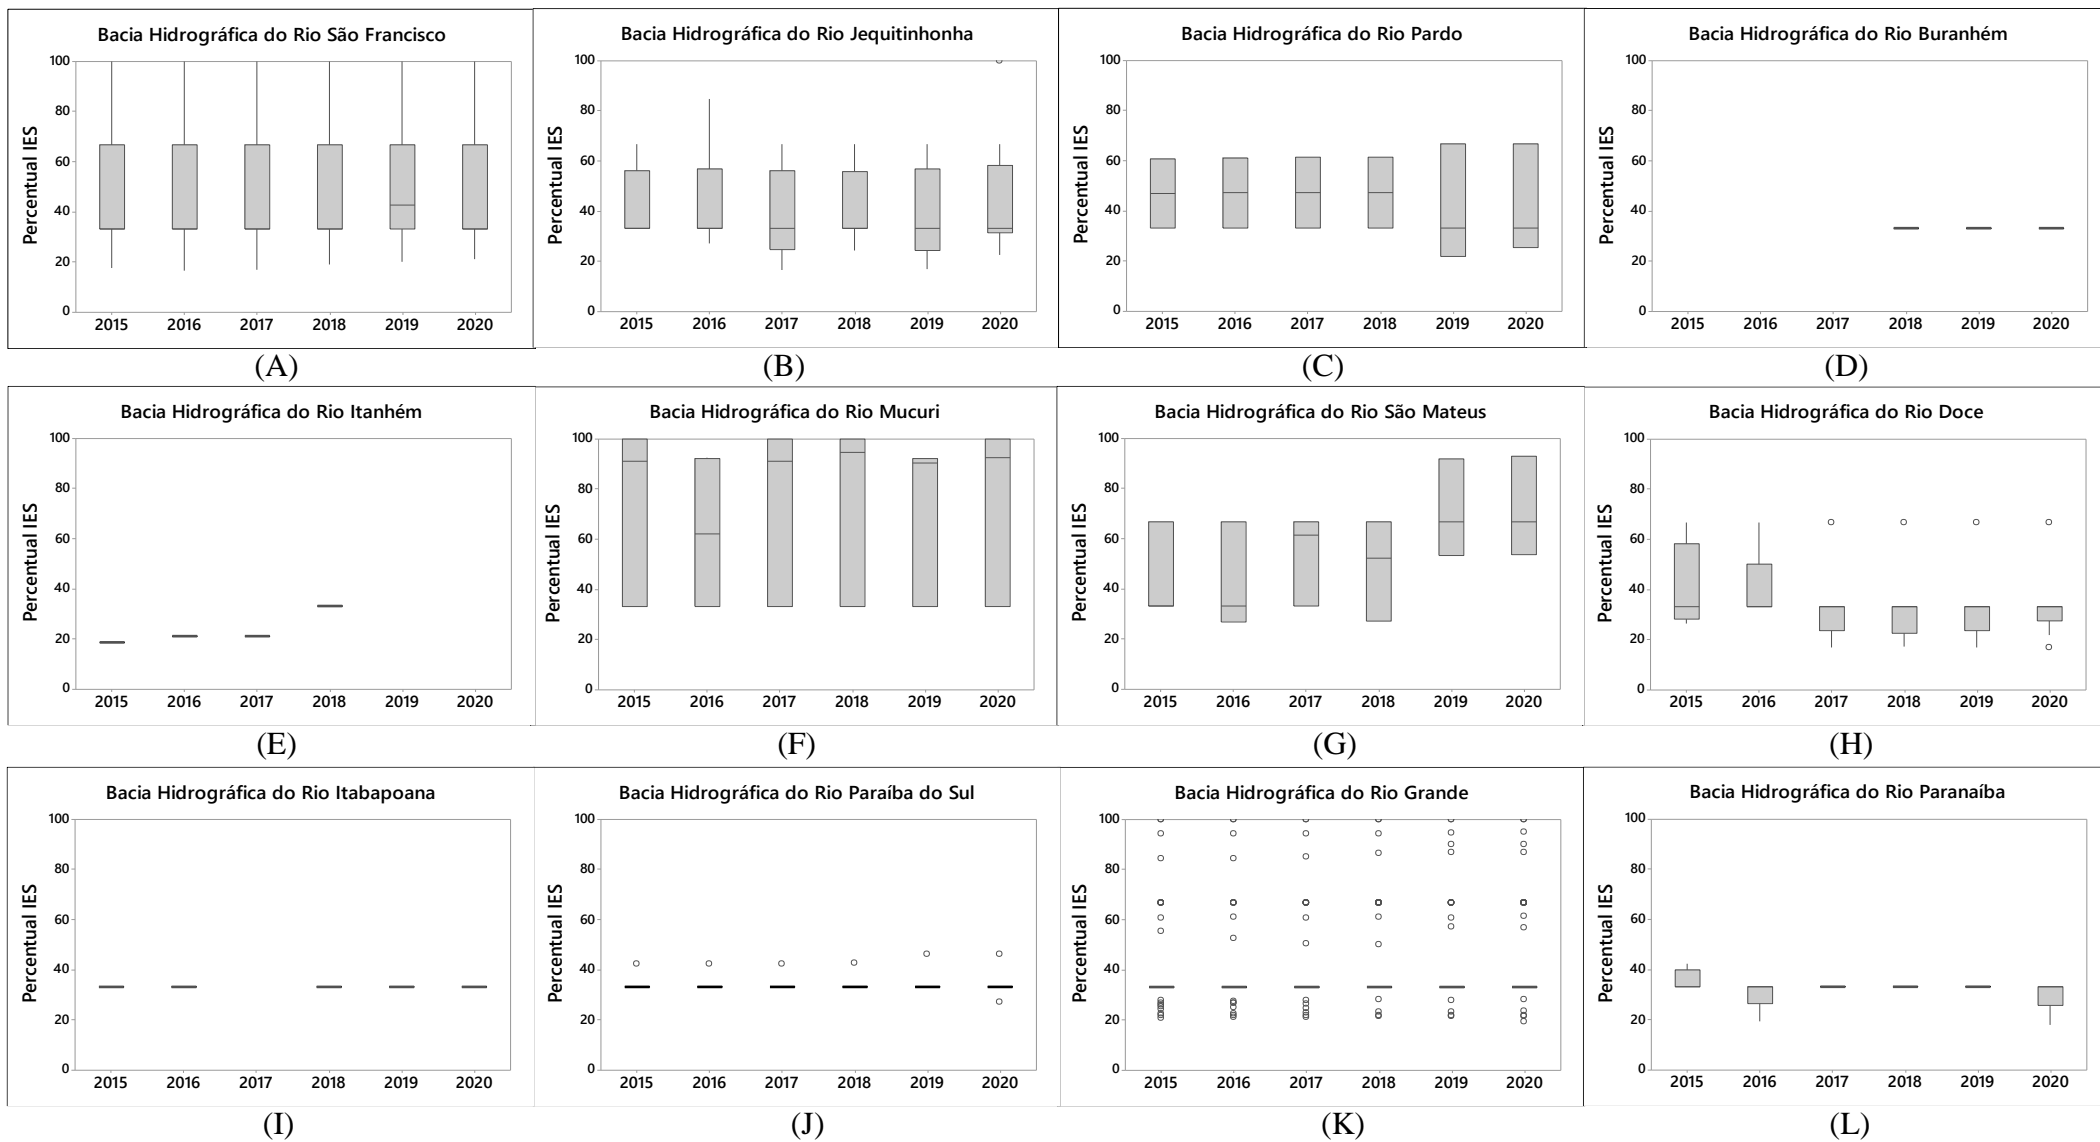 Bacia Hidrográfica do Rio São Francisco
Percentual IES
100
80
60
40
20
0
2015 2016 2017 2018 2019 2020
(A)
Bacia Hidrográfica do Rio Jequitinhonha
Percentual IES
100
80
60
40
20
0
2015 2016 2017 2018 2019 2020
(B)
Bacia Hidrográfica do Rio Pardo
Percentual IES
100
80
60
40
20
0
2015 2016 2017 2018 2019 2020
(C)
Bacia Hidrográfica do Rio Buranhém
Percentual IES
100
80
60
40
20
0
2015 2016 2017 2018 2019 2020
(D)
Bacia Hidrográfica do Rio Itanhém
Percentual IES
100
80
60
40
20
0
2015 2016 2017 2018 2019 2020
(E)
Bacia Hidrográfica do Rio Mucuri
Percentual IES
100
80
60
40
20
0
2015 2016 2017 2018 2019 2020
(F)
Bacia Hidrográfica do Rio São Mateus
Percentual IES
100
80
60
40
20
0
2015 2016 2017 2018 2019 2020
(G)
Bacia Hidrográfica do Rio Doce
Percentual IES
100
80
60
40
20
0
2015 2016 2017 2018 2019 2020
(H)
Bacia Hidrográfica do Rio Itabapoana
Percentual IES
100
80
60
40
20
0
2015 2016 2017 2018 2019 2020
(I)
Bacia Hidrográfica do Rio Paraíba do Sul
Percentual IES
100
80
60
40
20
0
2015 2016 2017 2018 2019 2020
(J)
Bacia Hidrográfica do Rio Grande
Percentual IES
100
80
60
40
20
0
2015 2016 2017 2018 2019 2020
(K)
Bacia Hidrográfica do Rio Paranaíba
Percentual IES
100
80
60
40
20
0
2015 2016 2017 2018 2019 2020
(L)